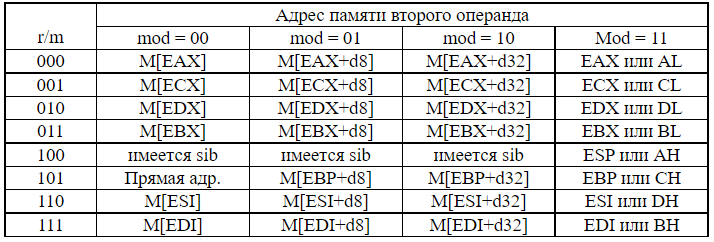 Адрес памяти второго операнда
r/m mod = 00 mod = 01 mod = 10 Mod = 11
000 M[EAX] M[EAX+d8] M[EAX+d32] EAX или AL
001 M[ECX] M[ECX+d8] M[ECX+d32] ECX или CL
010 M[EDX] M[EDX+d8] M[EDX+d32] EDX или DL
011 M[EBX] M[EBX+d8] M[EBX+d32] EBX или BL
100 имеется sib имеется sib имеется sib ESP или AH
101 Прямая адр. M[EBP+d8] M[EBP+d32] EBP или CH
110 M[ESI] M[ESI+d8] M[ESI+d32] ESI или DH
111 M[EDI] M[EDI+d8] M[EDI+d32] EDI или BH